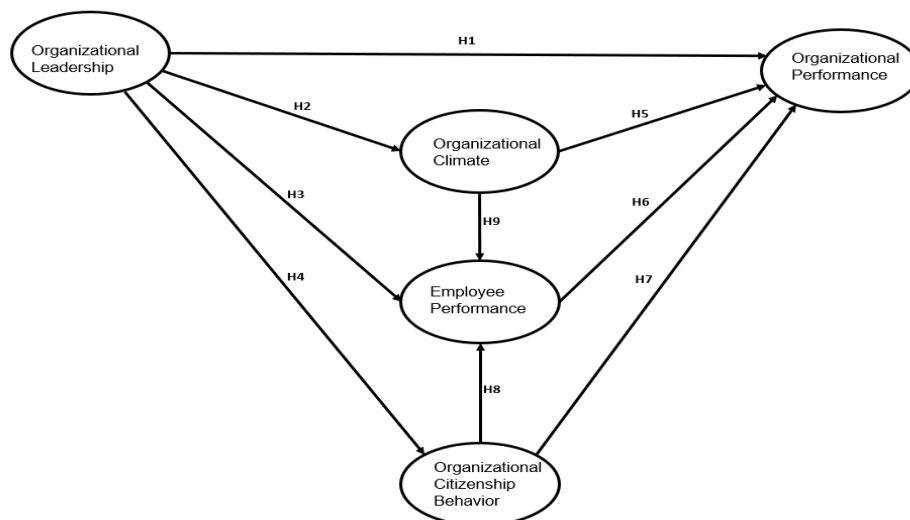 Organizational
Leadership
H1
Organizational
Performance
H2
H5
Organizational
Climate
H3
H9
H6
H4
H7
Employee
Performance
H8
Organizational
Citizenship
Behavior